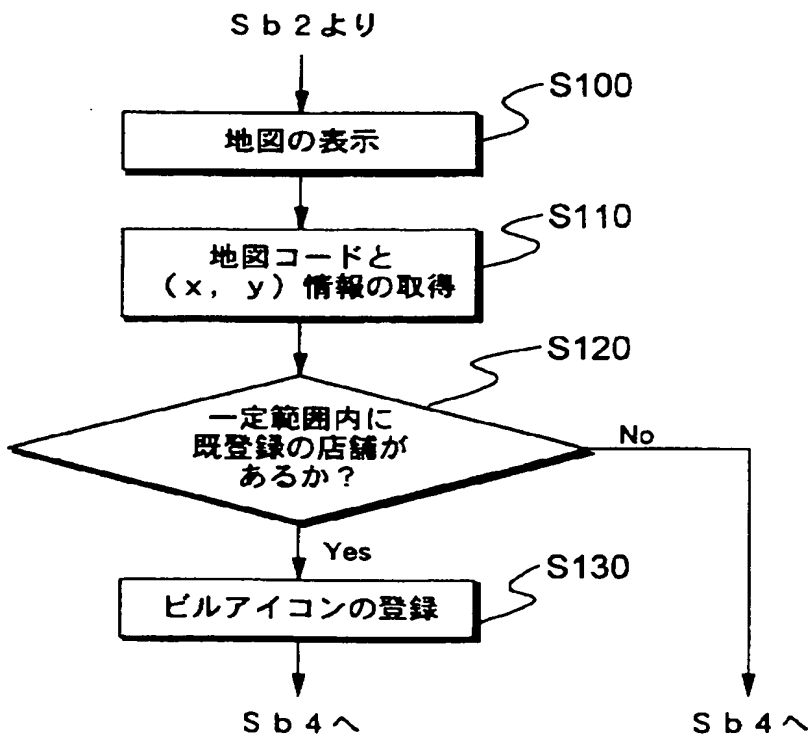 Ｓｂ２より
S100
地図の表示
S110
地図コードと
（ｘ，ｙ）情報の取得
S120
一定範囲内に
既登録の店舗が
あるか？
No
Yes
S130
ビルアイコンの登録
Ｓｂ４へ
Ｓｂ４へ